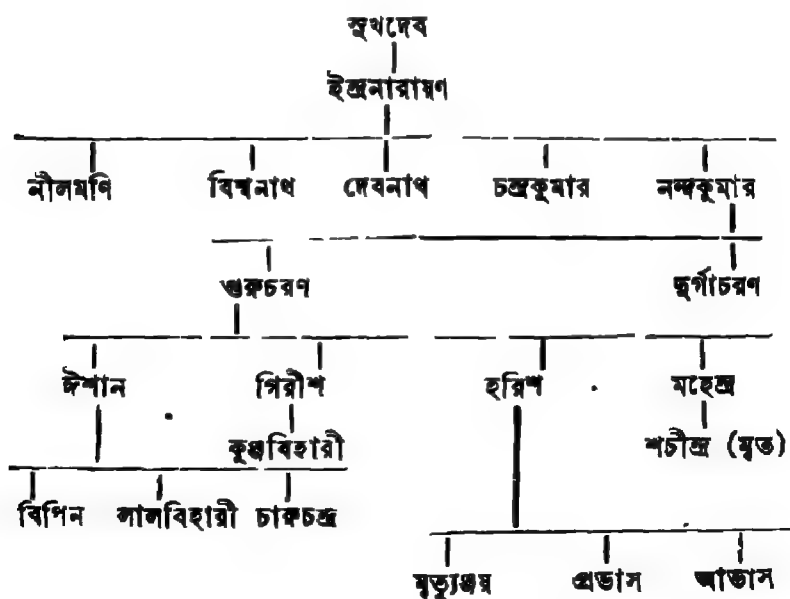 সুখদেব
ইন্দ্রনারায়ণ
নীলমণি বিশ্বনাথ দেবনাথ চন্দ্রকুমার নন্দকুমার
গুরুচরণ দুর্গাচরণ
ঈশান গিরীশ হরিশ মহেন্দ্র
কুঞ্জবিহারী শচীন্দ্র (মৃত)
বিপিন লালবিহারী চারুচন্দ্র
মৃত্যুঞ্জয় প্রভাস আভাস